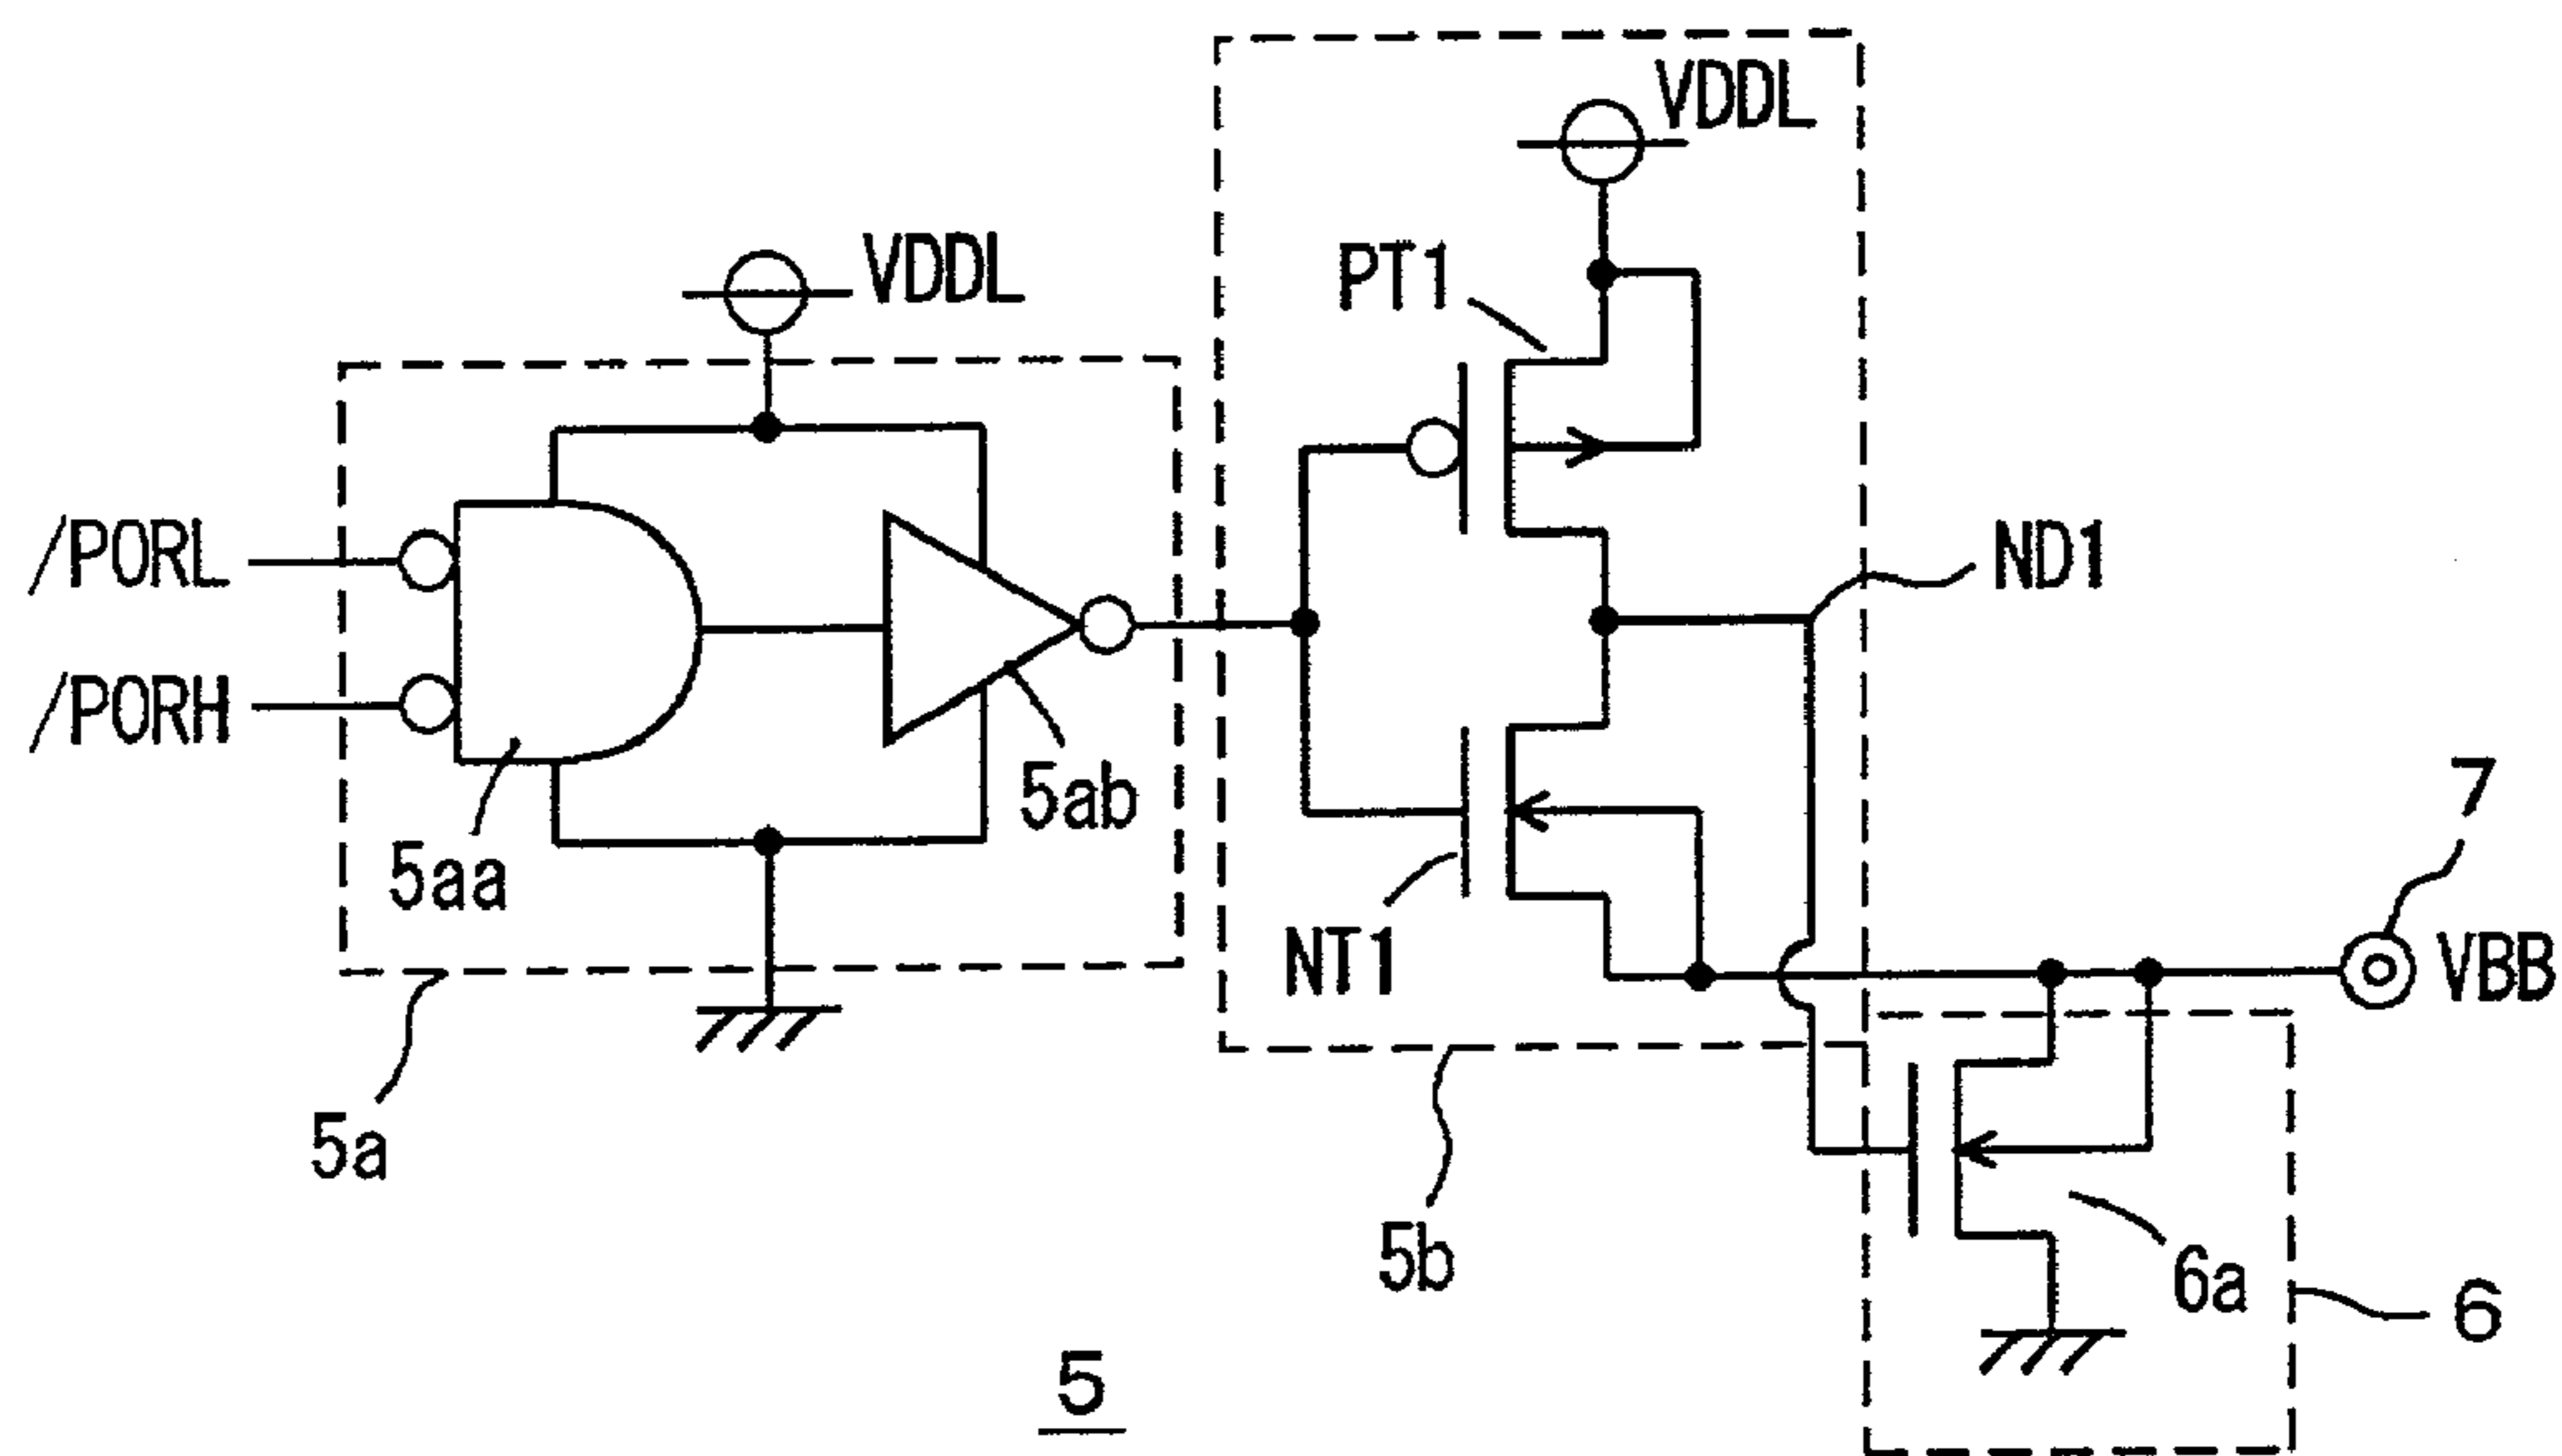 VDDL
VDDL
PT1
/PORL
ND1
/PORH
5aa
5ab
7
NT1
VBB
5a
5b
6a
6
5